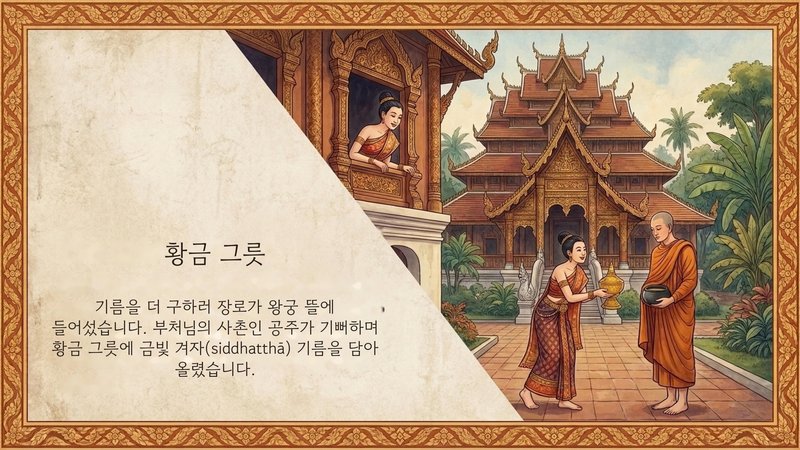 황금 그릇
기름을 더 구하러 장로가 왕궁 뜰에
들어섰습니다. 부처님의 사촌인 공주가 기뻐하며
황금 그릇에 금빛 겨자(siddhatthā) 기름을 담아
올렸습니다.